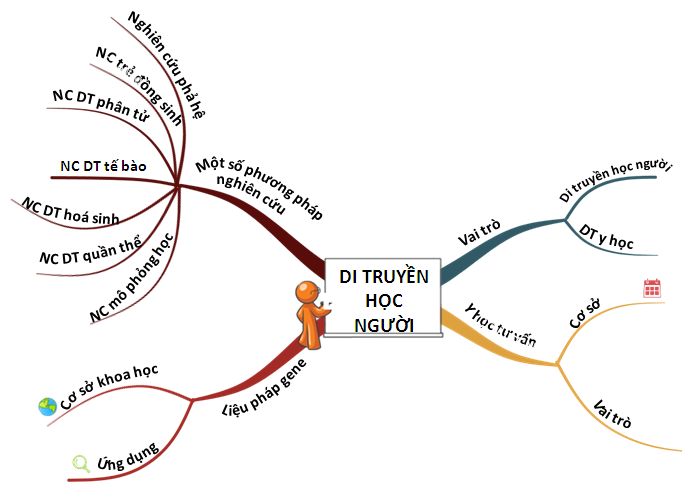 Nghiên cứu phả hệ
NC trẻ đồng sinh
NC DT phân tử
NC DT tế bào
NC DT hoá sinh
NC DT quần thể
NC mô phỏng học
Một số phương pháp
nghiên cứu
DI TRUYỀN
HỌC
NGƯỜI
Vai trò
Di truyền học người
DT y học
Y học tư vấn
Cơ sở
Vai trò
Liệu pháp gene
Cơ sở khoa học
Ứng dụng